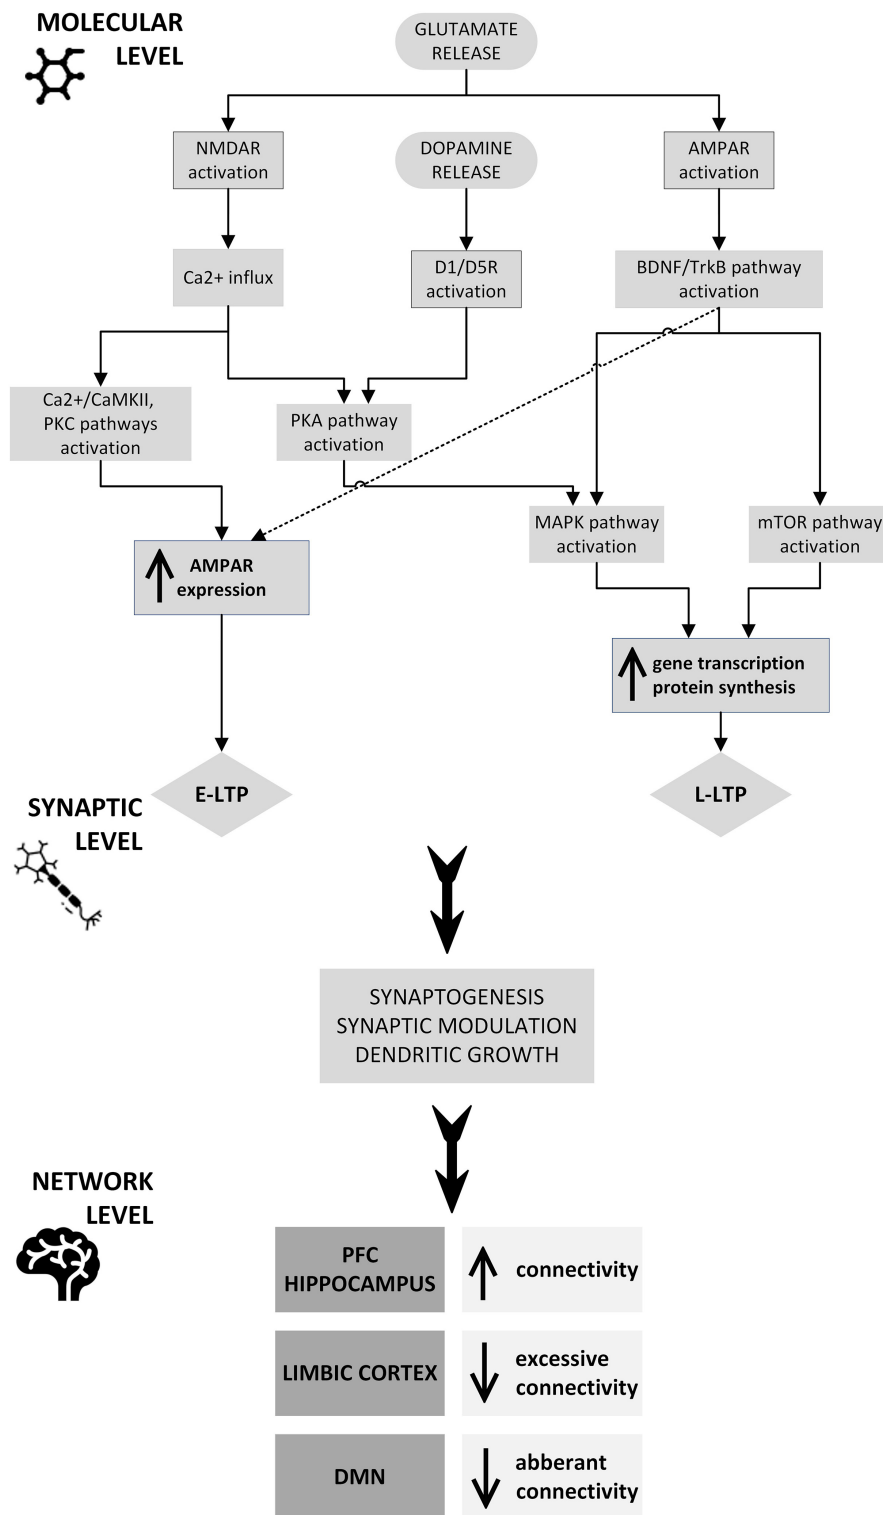 MOLECULAR
LEVEL
GLUTAMATE
RELEASE
NMDAR
activation
DOPAMINE
RELEASE
AMPAR
activation
Ca2+ influx
D1/D5R
activation
BDNF/TrkB pathway
activation
Ca2+/CaMKII,
PKC pathways
activation
PKA pathway
activation
MAPK pathway
activation
mTOR pathway
activation
AMPAR
expression
gene transcription
protein synthesis
E-LTP
L-LTP
SYNAPTIC
LEVEL
SYNAPTOGENESIS
SYNAPTIC MODULATION
DENDRITIC GROWTH
NETWORK
LEVEL
PFC
HIPPOCAMPUS
connectivity
LIMBIC CORTEX
excessive
connectivity
DMN
abberant
connectivity